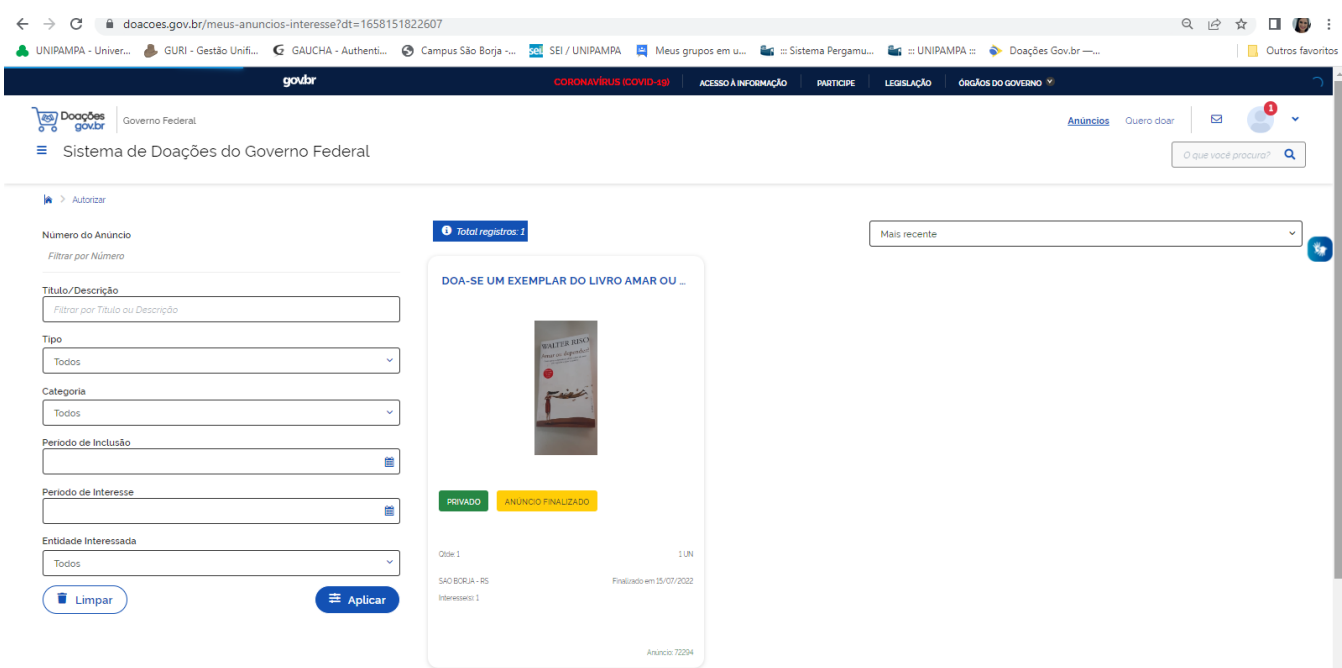 doacoes.gov.br/meus-anuncios-interesse?dt=1658151822607
UNIPAMPA - Univer... GURI - Gestão Unifi... GAUCHA - Authenti... Campus São Borja -... sei SEI / UNIPAMPA Meus grupos em u... ::: Sistema Pergamu... ::: UNIPAMPA ::: Doações Gov.br —... Outros favoritos
govbr CORONAVÍRUS (COVID-19) ACESSO À INFORMAÇÃO PARTICIPE LEGISLAÇÃO ÓRGÃOS DO GOVERNO
Doações
gov.br Governo Federal Anúncios Quero doar 1
Sistema de Doações do Governo Federal O que você procura?
Autorizar
Número do Anúncio
Filtrar por Número
Título/Descrição
Filtrar por Título ou Descrição
Tipo
Todos
Categoria
Todos
Período de Inclusão
Período de Interesse
Entidade Interessada
Todos
Limpar Aplicar
Total registros: 1
Mais recente
DOA-SE UM EXEMPLAR DO LIVRO AMAR OU ...
WALTER RISO
Amar ou depender?
PRIVADO ANÚNCIO FINALIZADO
Qtde: 1 1 UN
SAO BORJA - RS Finalizado em 15/07/2022
Interesse(s): 1
Anúncio: 72294